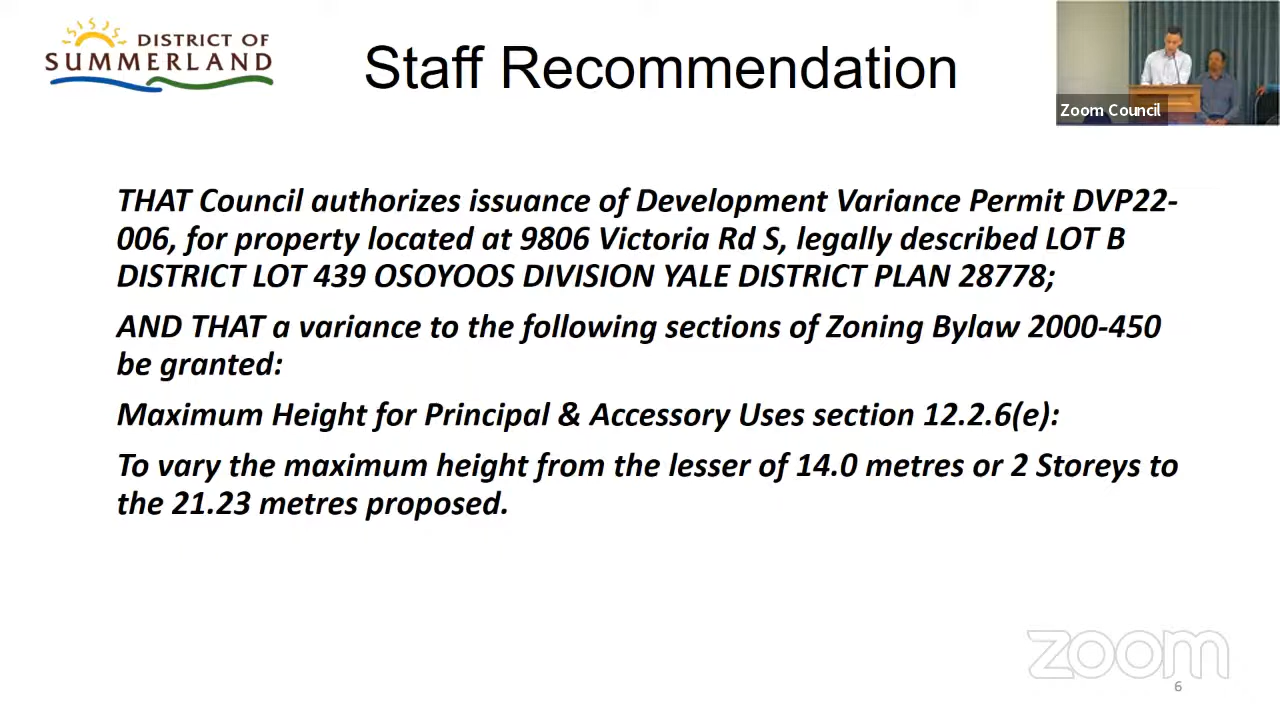 DISTRICT OF
SUMMERLAND
Staff Recommendation
Zoom Council
THAT Council authorizes issuance of Development Variance Permit DVP22-
006, for property located at 9806 Victoria Rd S, legally described LOT B
DISTRICT LOT 439 OSOYOOS DIVISION YALE DISTRICT PLAN 28778;
AND THAT a variance to the following sections of Zoning Bylaw 2000-450
be granted:
Maximum Height for Principal & Accessory Uses section 12.2.6(e):
To vary the maximum height from the lesser of 14.0 metres or 2 Storeys to
the 21.23 metres proposed.
zoom
6